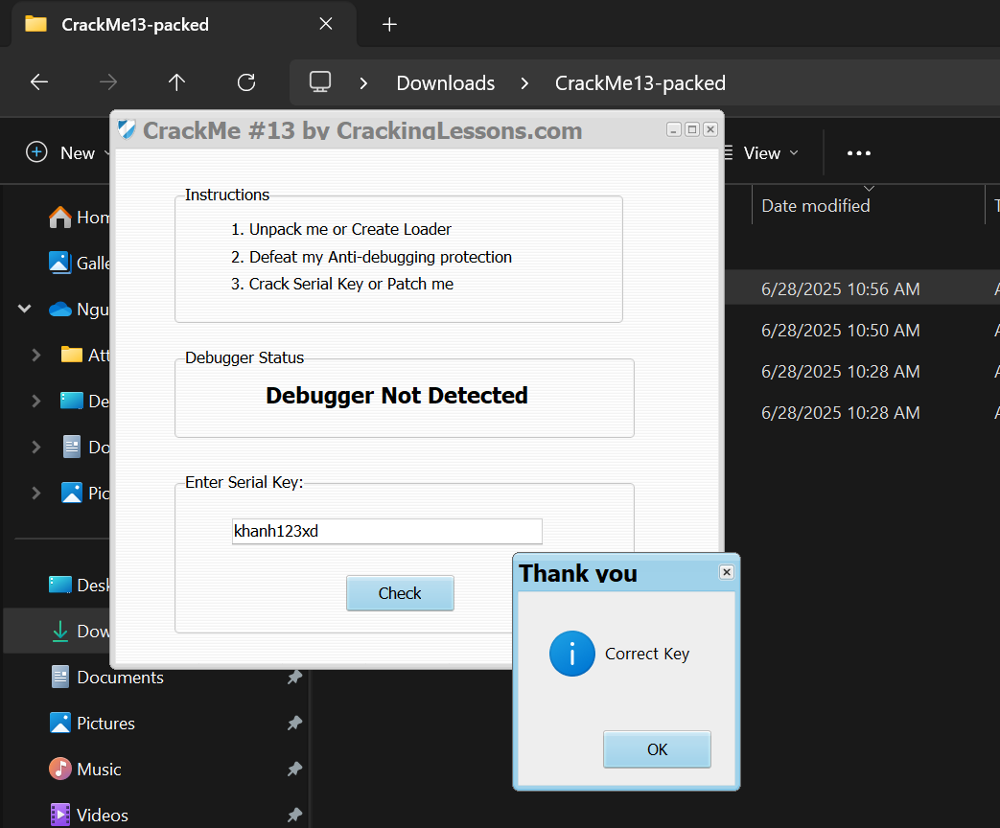 CrackMe13-packed
Downloads
CrackMe13-packed
New
View
CrackMe #13 by CrackingLessons.com
Date modified
Instructions
1. Unpack me or Create Loader
2. Defeat my Anti-debugging protection
3. Crack Serial Key or Patch me
Hom
Galle
Ngu
Att
De
Do
Pic
6/28/2025 10:56 AM
6/28/2025 10:50 AM
6/28/2025 10:28 AM
6/28/2025 10:28 AM
Debugger Status
Debugger Not Detected
Enter Serial Key:
khanh123xd
Check
Thank you
Correct Key
OK
Desk
Dow
Documents
Pictures
Music
Videos